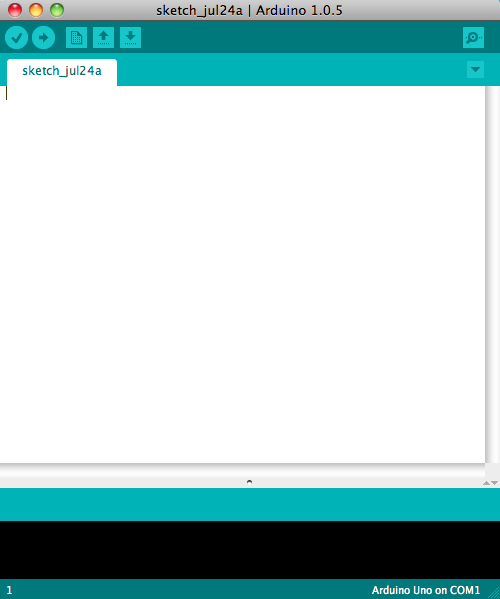 sketch_jul24a | Arduino 1.0.5
sketch_jul24a
1
Arduino Uno on COM1